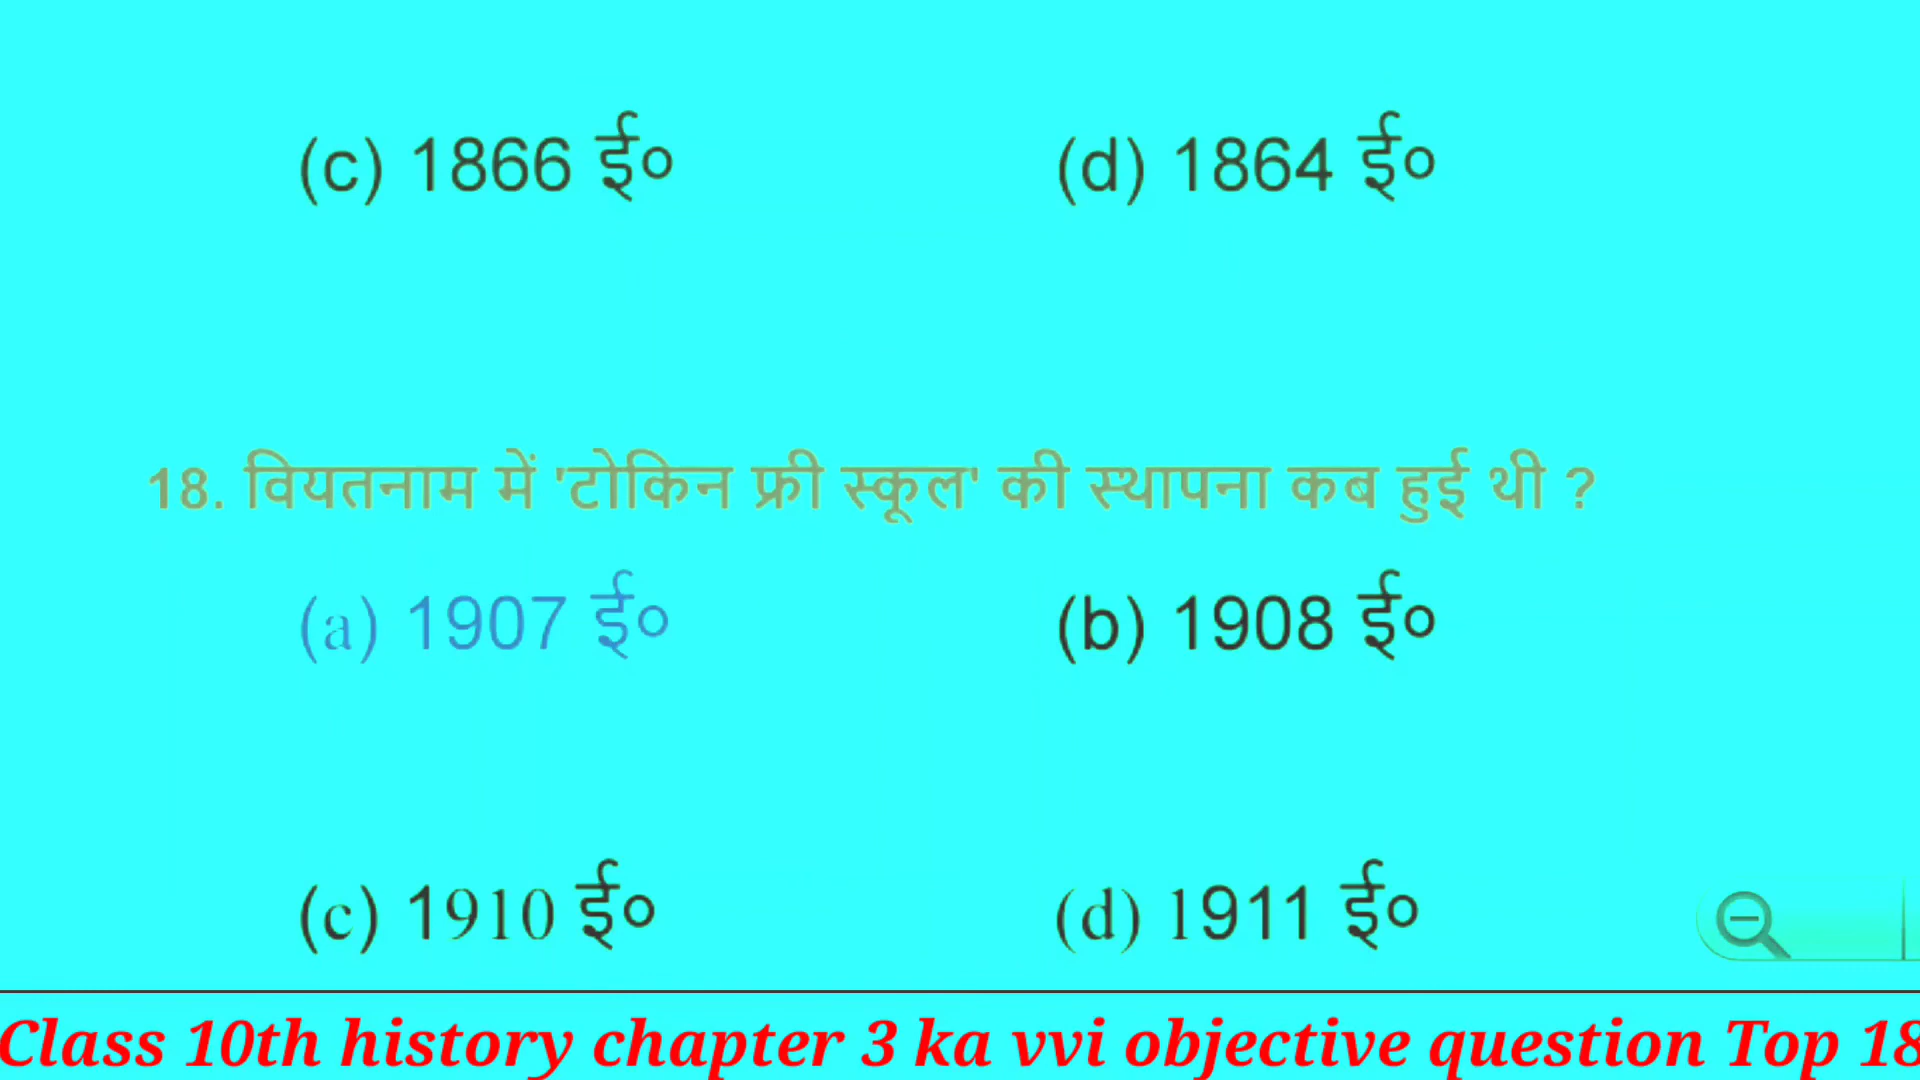 (c) 1866 ई० (d) 1864 ई०
18. वियतनाम में 'टोकिन फ्री स्कूल' की स्थापना कब हुई थी ?
(a) 1907 ई० (b) 1908 ई०
(c) 1910 ई० (d) 1911 ई०
Class 10th history chapter 3 ka vvi objective question Top 18